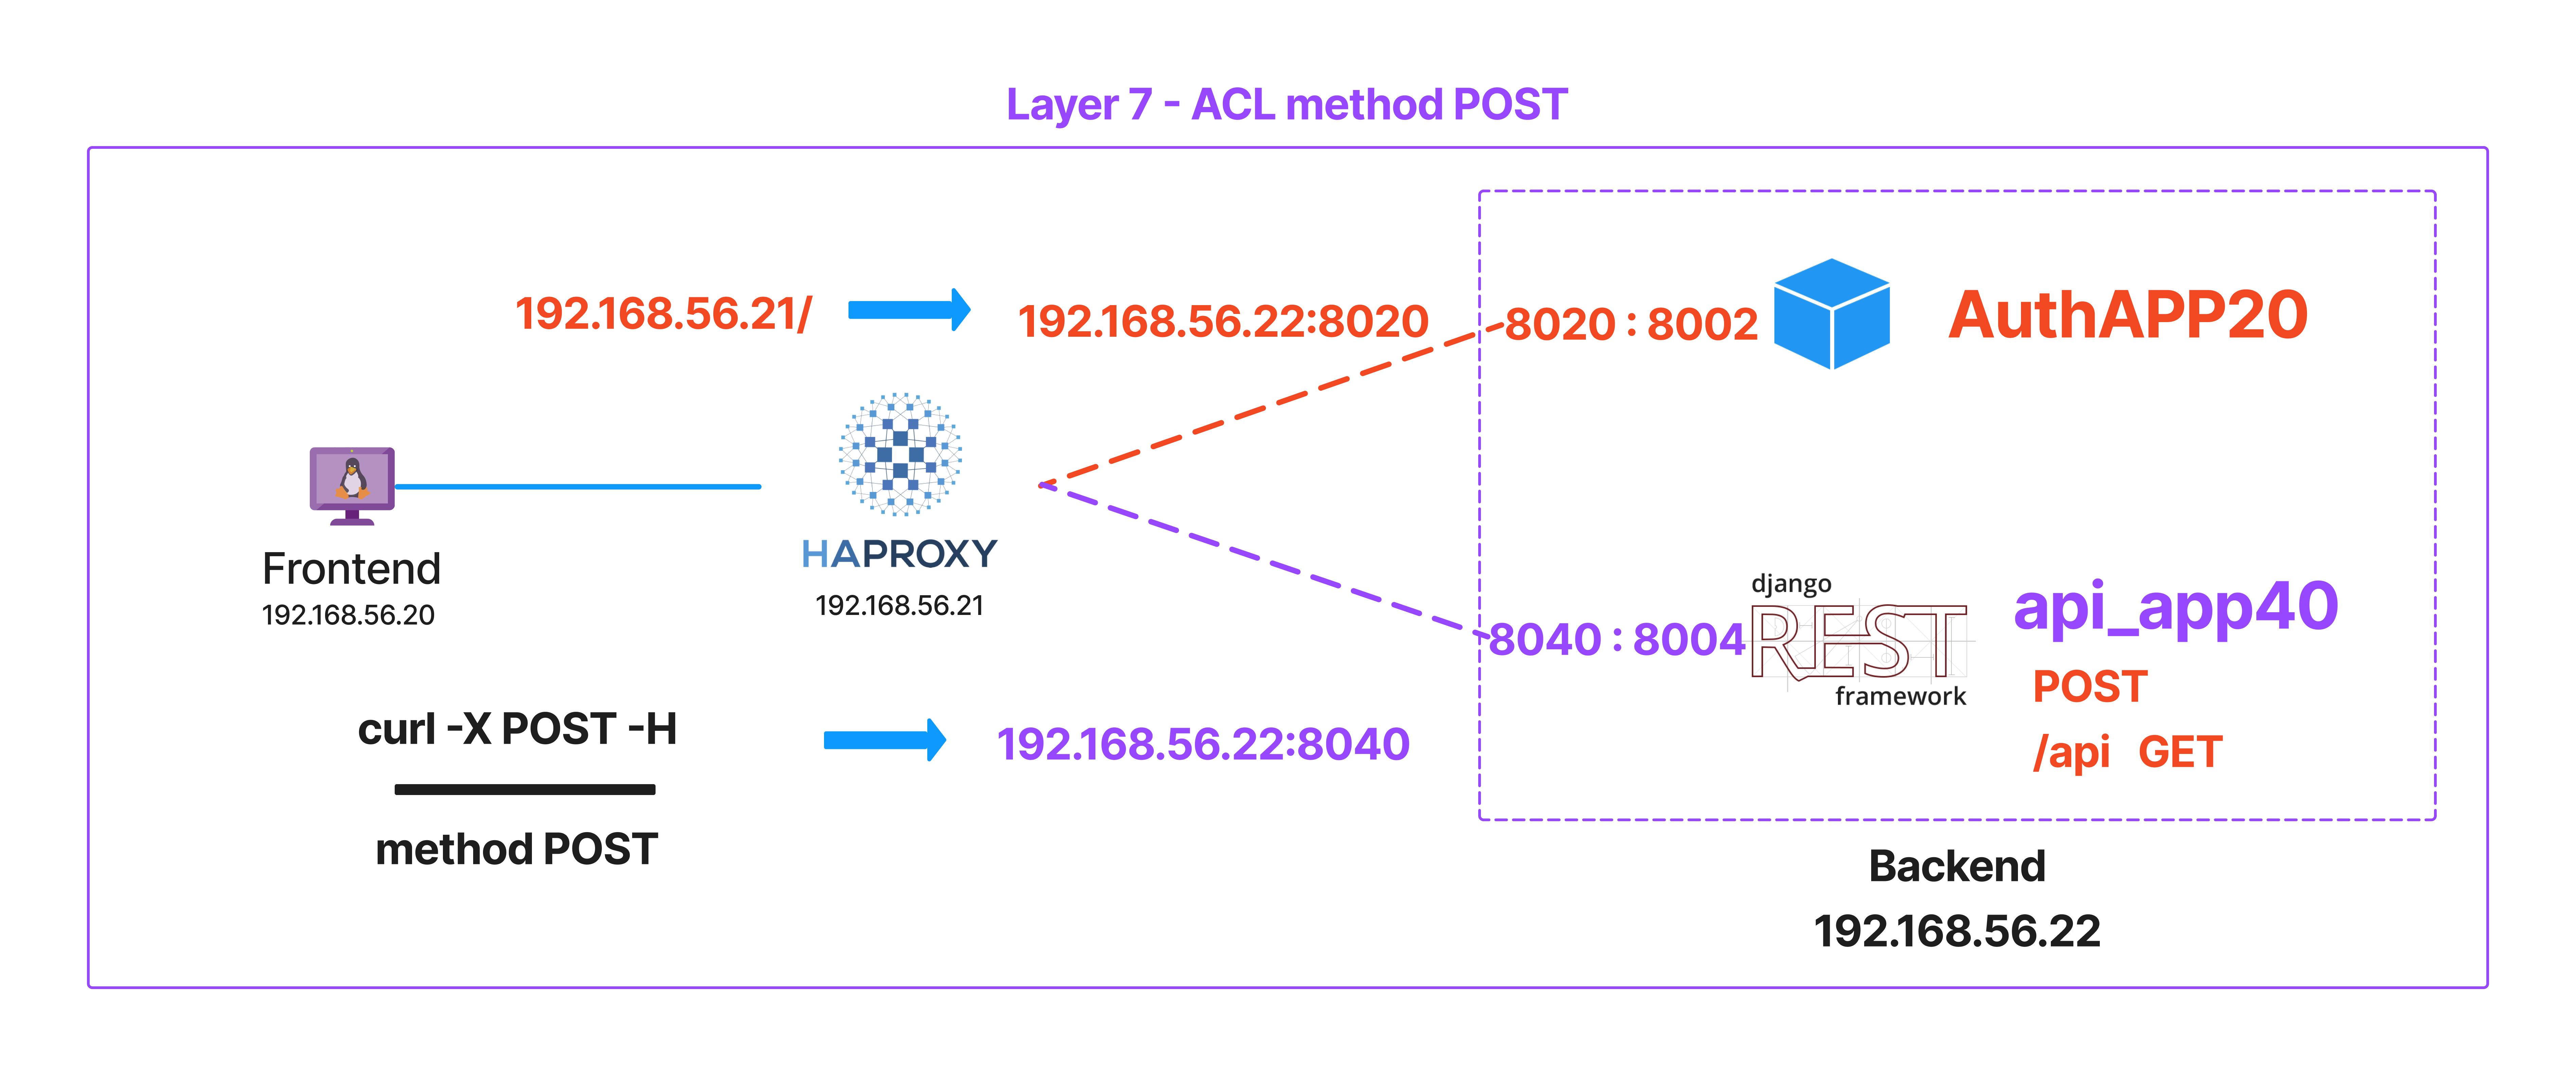 Layer 7 - ACL method POST
192.168.56.21/
192.168.56.22:8020
8020 : 8002
AuthAPP20
HAPROXY
192.168.56.21
Frontend
192.168.56.20
8040 : 8004
django
REST
framework
api_app40
POST
/api GET
curl -X POST -H
method POST
192.168.56.22:8040
Backend
192.168.56.22